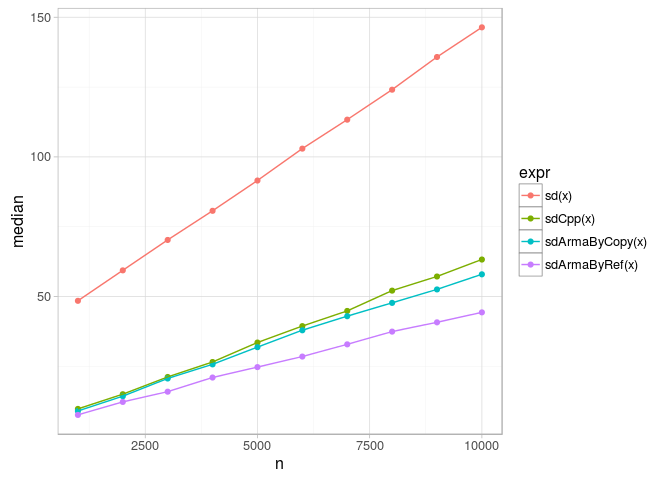 150
100
50
median
2500
5000
7500
10000
n
expr
sd(x)
sdCpp(x)
sdArmaByCopy(x)
sdArmaByRef(x)